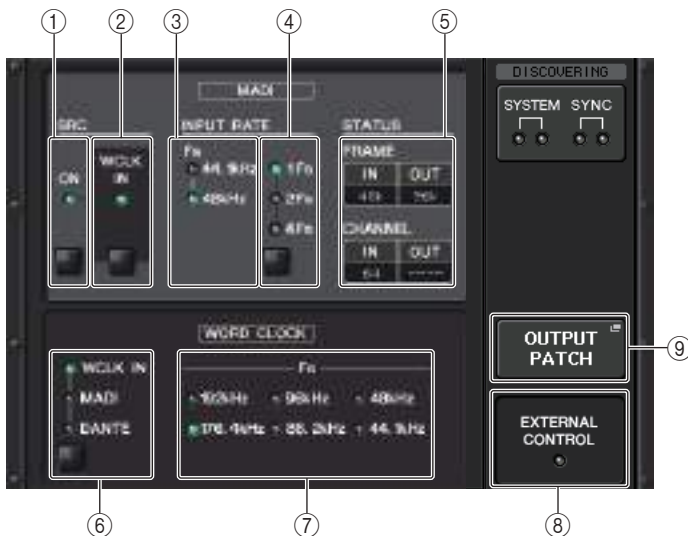 ① ② ③ ④ ⑤
MADI
SRC
INPUT RATE
STATUS
ON
WCLK
IN
Fs
44.1kHz
48kHz
1Fs
2Fs
4Fs
FRAME
IN OUT
48k
CHANNEL
IN OUT
64 -----
DISCOVERING
SYSTEM SYNC
WORD CLOCK
WCLK IN
MADI
DANTE
Fs
192kHz 96kHz 48kHz
176.4kHz 88.2kHz 44.1kHz
OUTPUT
PATCH
⑨
EXTERNAL
CONTROL
⑥ ⑦ ⑧